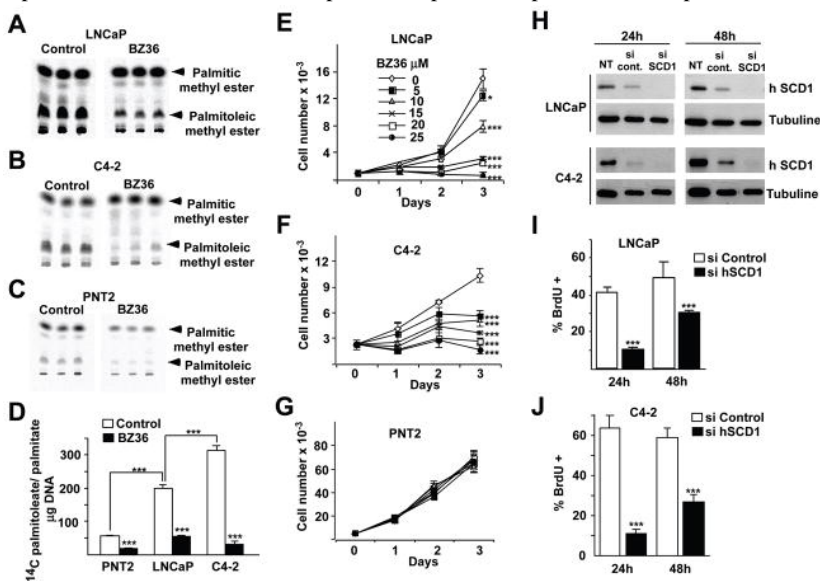 A
LNCaP
Control BZ36
Palmitic
methyl ester
Palmitoleic
methyl ester
B
C4-2
Control BZ36
Palmitic
methyl ester
Palmitoleic
methyl ester
C
PNT2
Control BZ36
Palmitic
methyl ester
Palmitoleic
methyl ester
D
Control
BZ36
14C palmitoleate/ palmitate
µg DNA
300
200
100
50
***
***
***
***
***
PNT2 LNCaP C4-2
E
LNCaP
BZ36 µM
0
5
10
15
20
25
Cell number x 10-3
16
12
8
4
*
***
***
***
***
0 1 2 3
Days
F
C4-2
Cell number x 10-3
12
9
6
3
***
***
***
***
***
0 1 2 3
Days
G
PNT2
Cell number x 10-3
80
60
40
20
0 1 2 3
Days
H
24h 48h
NT si cont. si SCD1 NT si cont. si SCD1
LNCaP
h SCD1
Tubuline
C4-2
h SCD1
Tubuline
I
LNCaP
si Control
si hSCD1
% BrdU +
60
40
20
***
***
24h 48h
J
C4-2
si Control
si hSCD1
% BrdU +
60
40
20
***
***
24h 48h